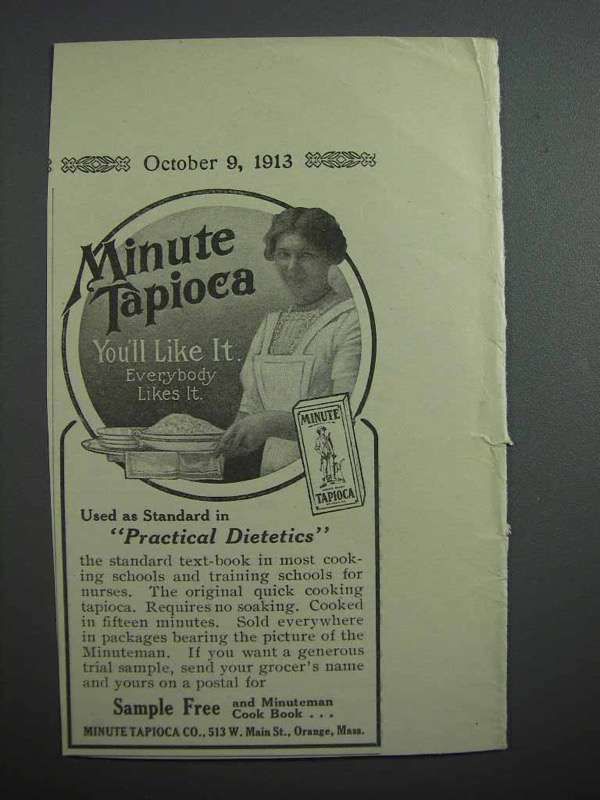 October 9, 1913
Minute
Tapioca
You'll Like It.
Everybody
Likes It.
MINUTE
TAPIOCA
Used as Standard in
"Practical Dietetics"
the standard text-book in most cook-
ing schools and training schools for
nurses. The original quick cooking
tapioca. Requires no soaking. Cooked
in fifteen minutes. Sold everywhere
in packages bearing the picture of the
Minuteman. If you want a generous
trial sample, send your grocer's name
and yours on a postal for
Sample Free and Minuteman
Cook Book . . .
MINUTE TAPIOCA CO., 513 W. Main St., Orange, Mass.